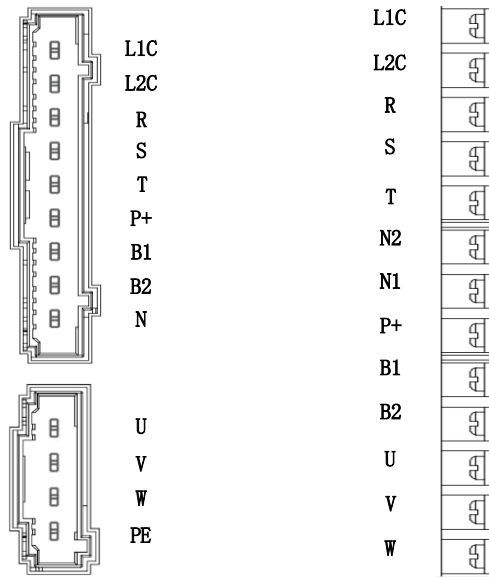 L1C
L2C
R
S
T
P+
B1
B2
N
U
V
W
PE
L1C
L2C
R
S
T
N2
N1
P+
B1
B2
U
V
W